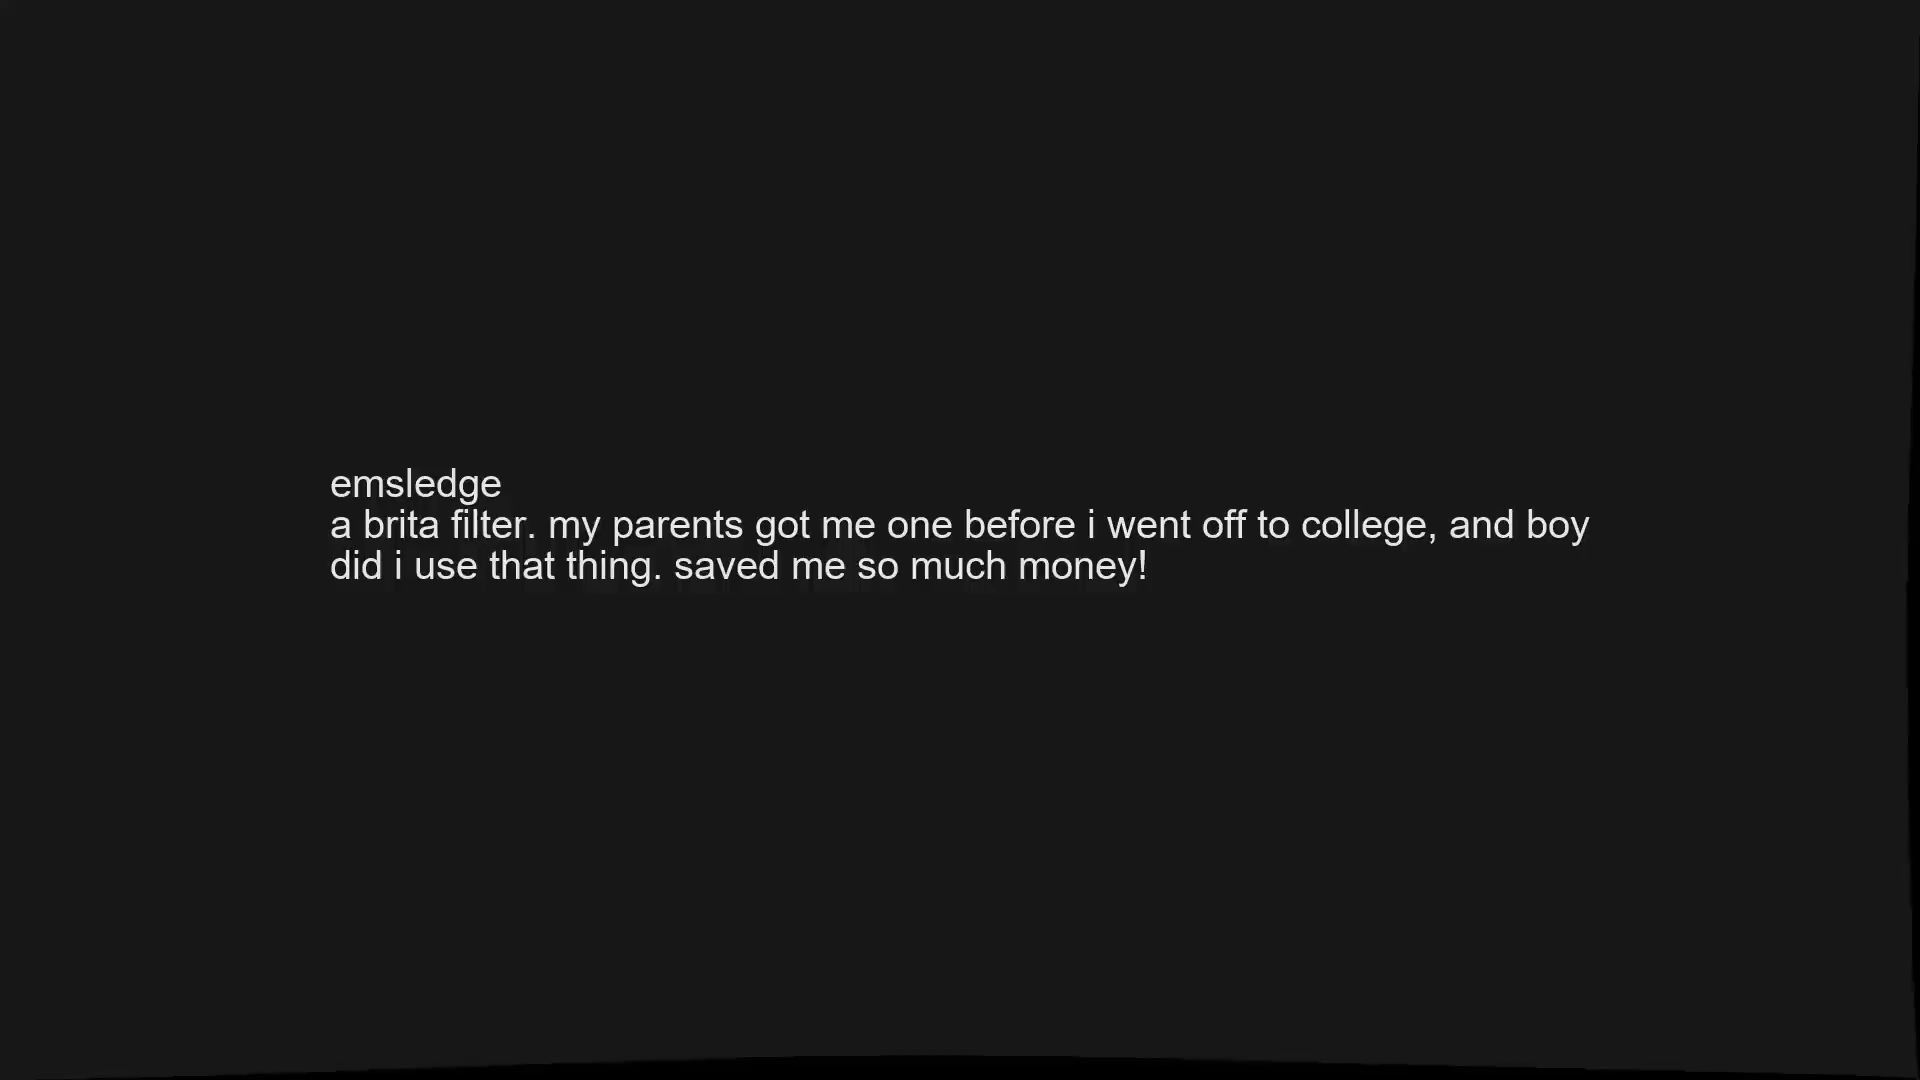 emsledge
a brita filter. my parents got me one before i went off to college, and boy
did i use that thing. saved me so much money!